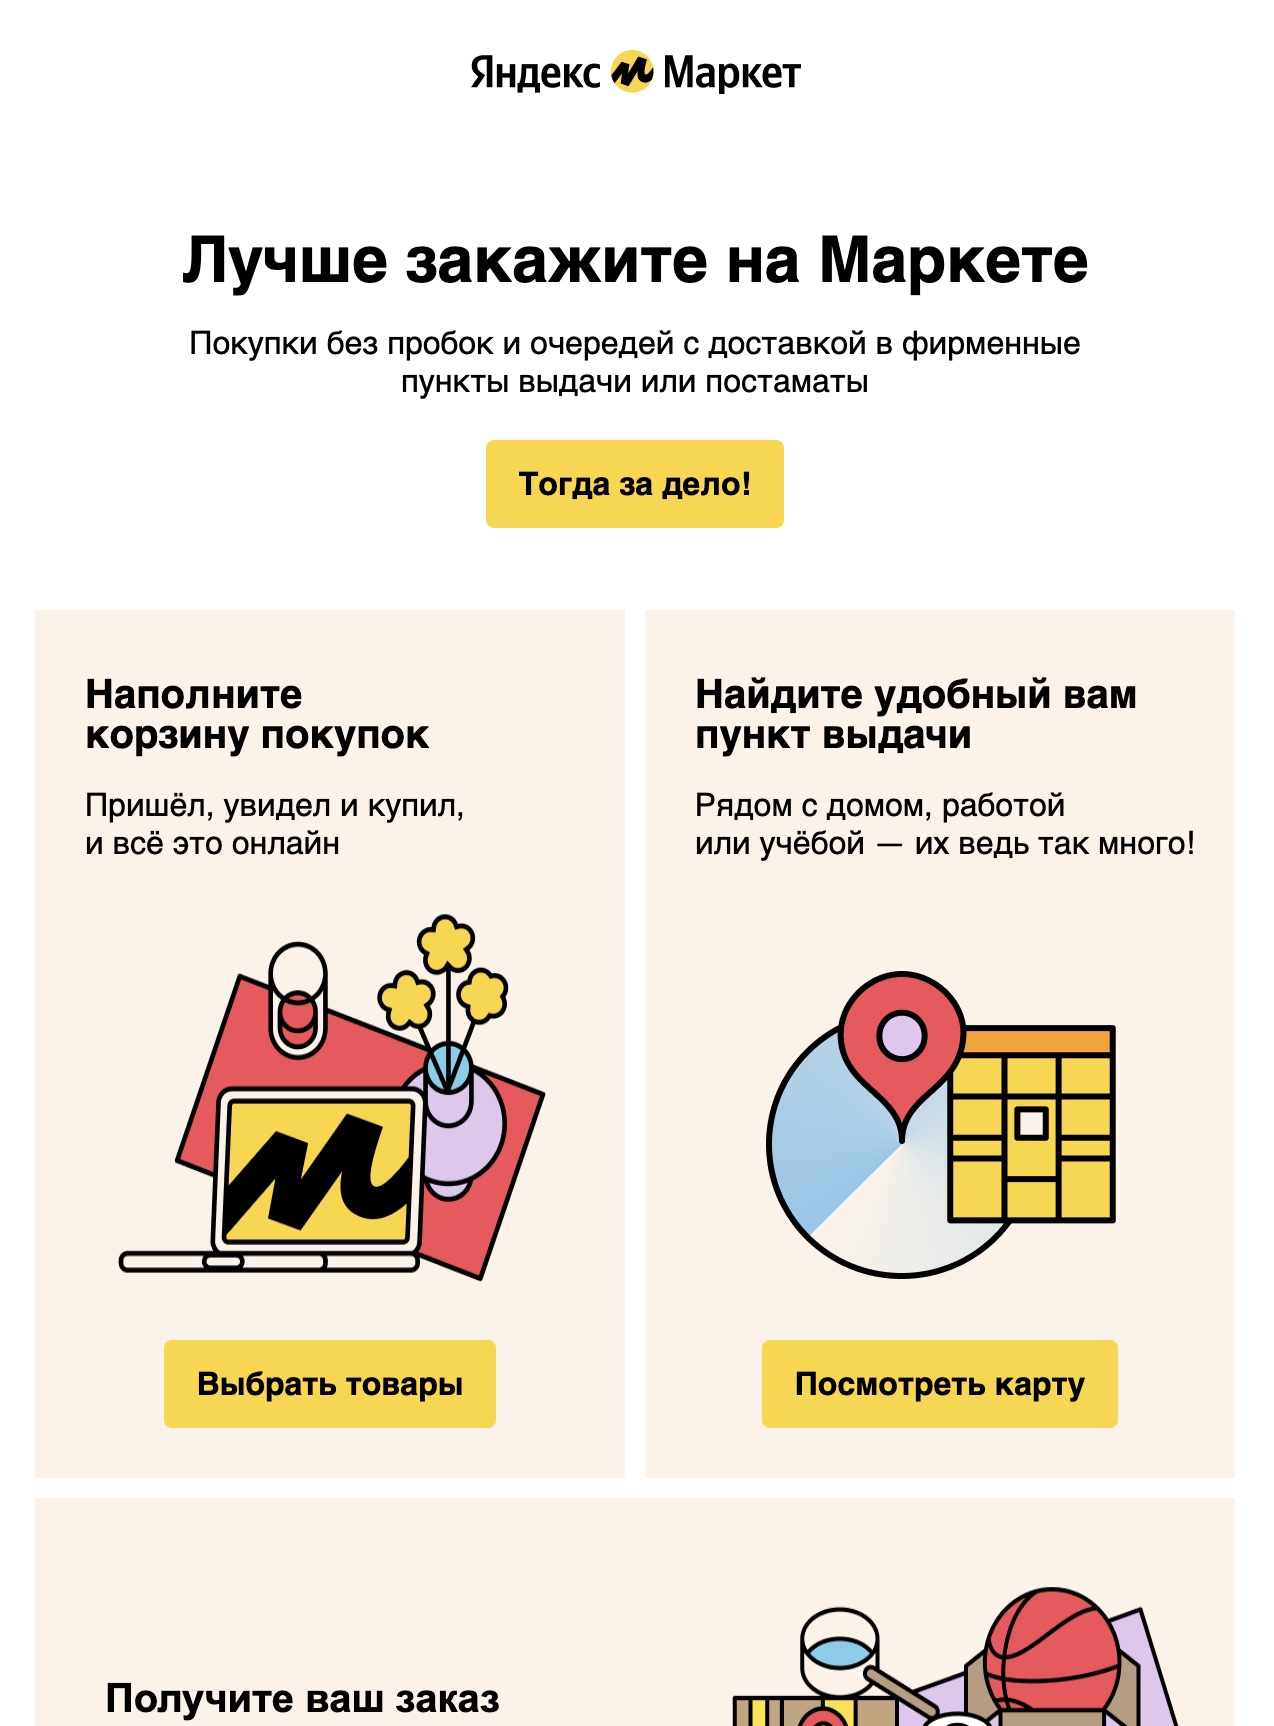 Яндекс Маркет
Лучше закажите на Маркете
Покупки без пробок и очередей с доставкой в фирменные
пункты выдачи или постаматы
Тогда за дело!
Наполните
корзину покупок
Пришёл, увидел и купил,
и всё это онлайн
Выбрать товары
Найдите удобный вам
пункт выдачи
Рядом с домом, работой
или учёбой — их ведь так много!
Посмотреть карту
Получите ваш заказ